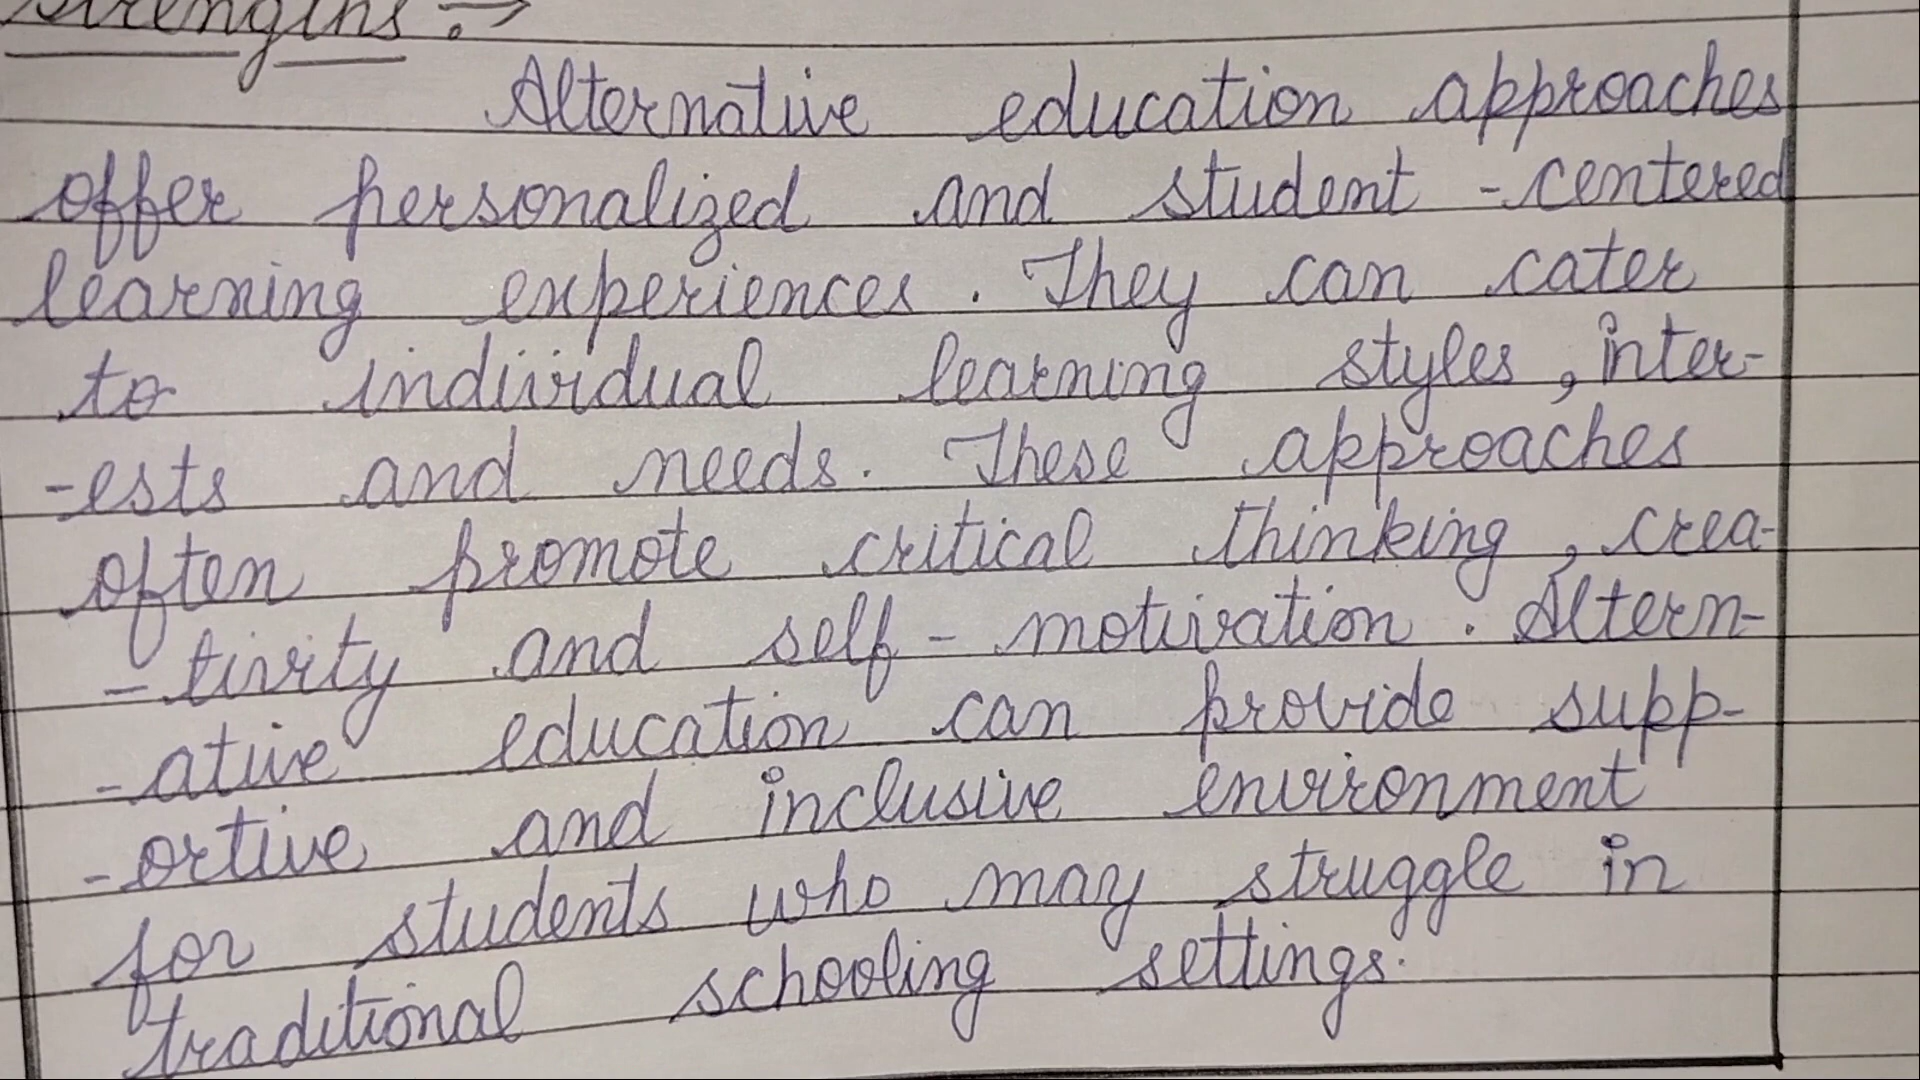 Strengths :→
Alternative education approaches
offer personalized and student -centered
learning experiences. They can cater
to individual learning styles, inter-
-ests and needs. These approaches
often promote critical thinking, crea-
-tivity and self - motivation. Altern-
-ative education can provide supp-
-ortive and inclusive environment
for students who may struggle in
traditional schooling settings.